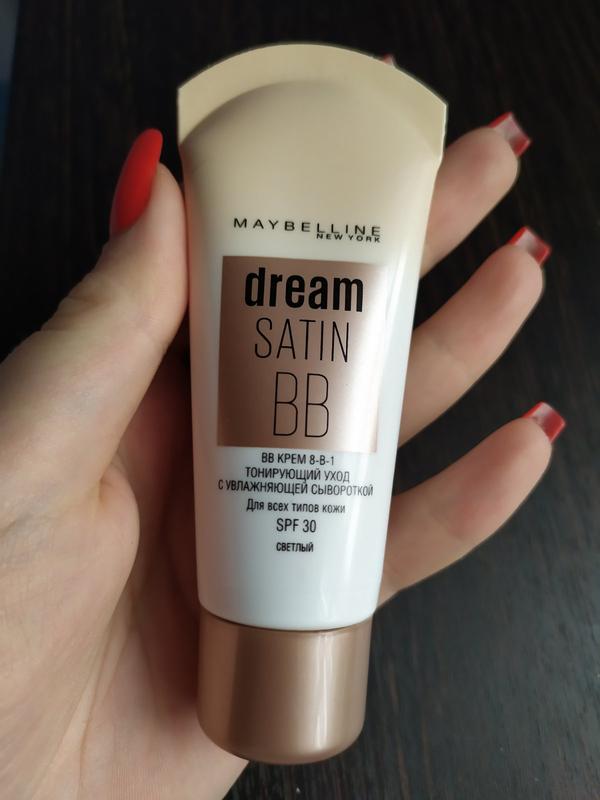 MAYBELLINE
NEW YORK
dream
SATIN
BB
BB КРЕМ 8-В-1
ТОНИРУЮЩИЙ УХОД
С УВЛАЖНЯЮЩЕЙ СЫВОРОТКОЙ
Для всех типов кожи
SPF 30
СВЕТЛЫЙ